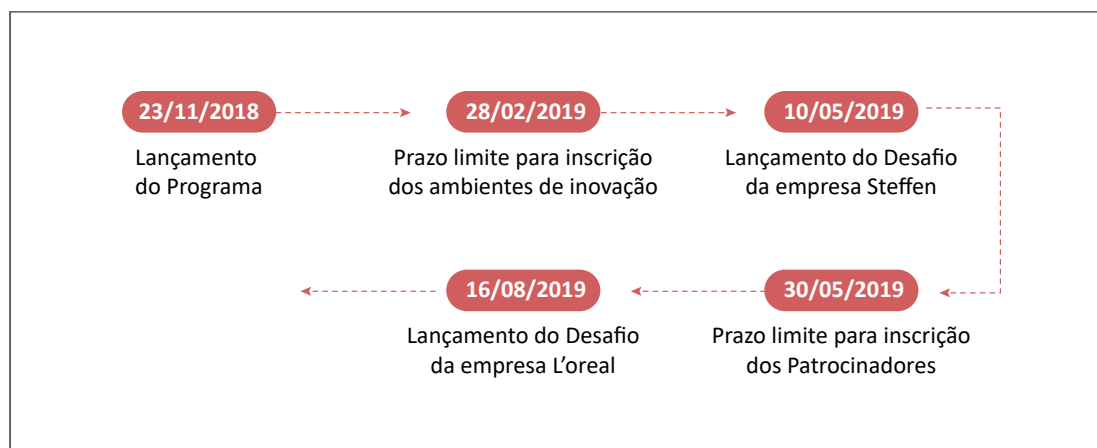 23/11/2018
Lançamento
do Programa
28/02/2019
Prazo limite para inscrição
dos ambientes de inovação
10/05/2019
Lançamento do Desafio
da empresa Steffen
30/05/2019
Prazo limite para inscrição
dos Patrocinadores
16/08/2019
Lançamento do Desafio
da empresa L'oreal